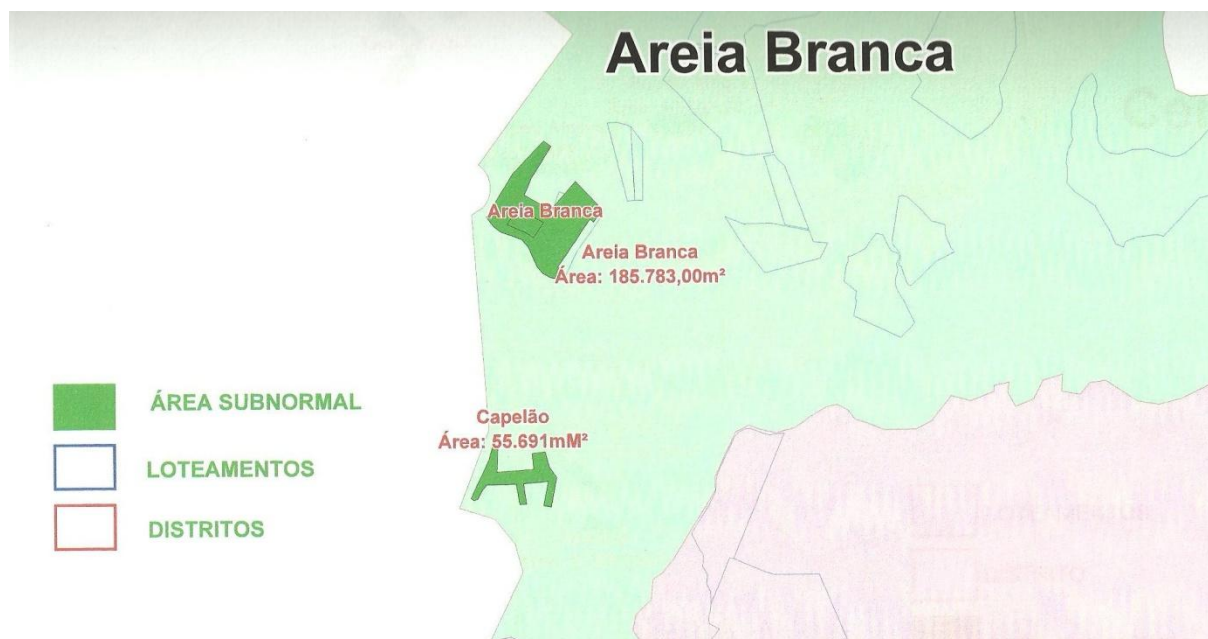 Areia Branca
Areia Branca
Areia Branca
Área: 185.783,00m²
Capelão
Área: 55.691mM²
ÁREA SUBNORMAL
LOTEAMENTOS
DISTRITOS